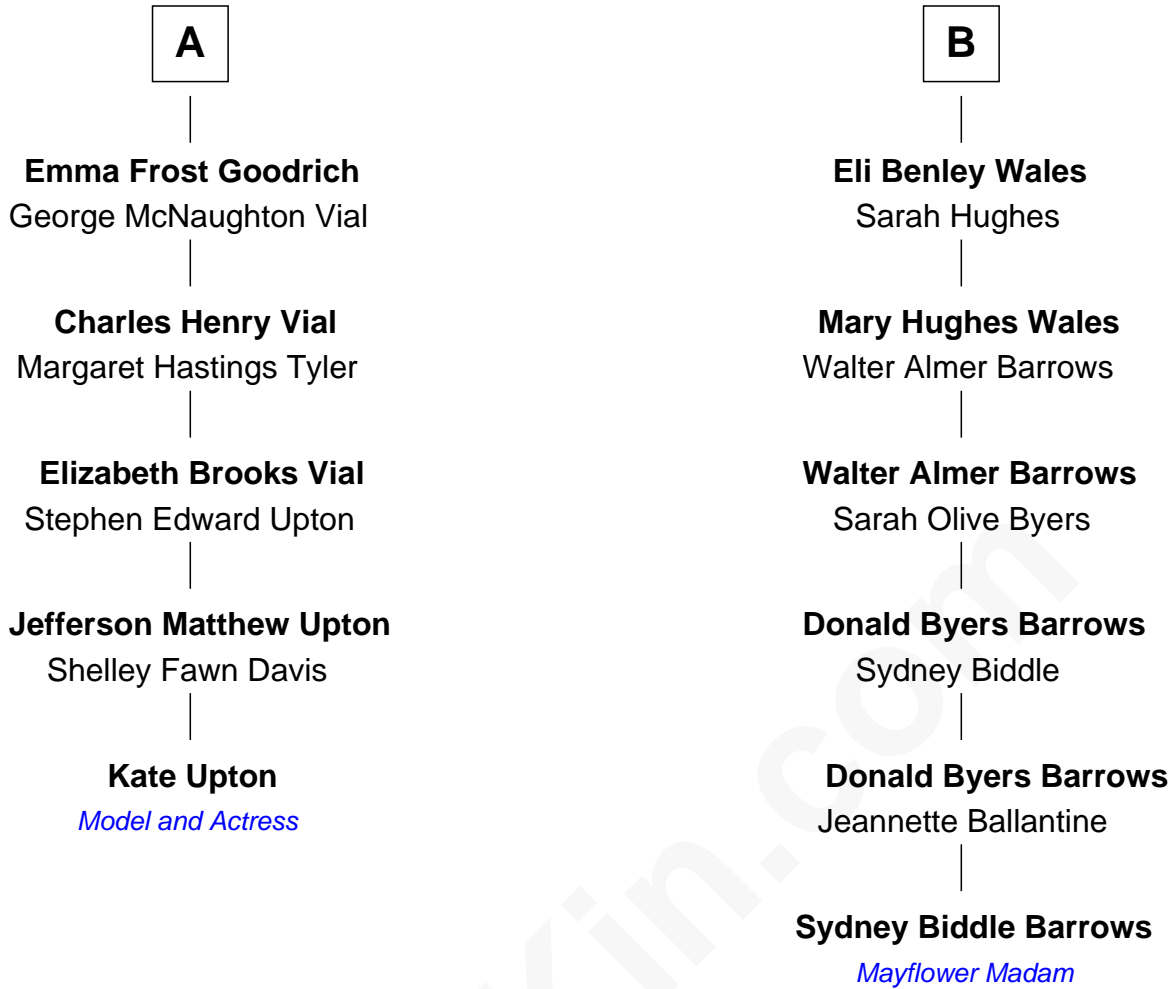 A
Emma Frost Goodrich
George McNaughton Vial
Charles Henry Vial
Margaret Hastings Tyler
Elizabeth Brooks Vial
Stephen Edward Upton
Jefferson Matthew Upton
Shelley Fawn Davis
Kate Upton
Model and Actress
B
Eli Benley Wales
Sarah Hughes
Mary Hughes Wales
Walter Almer Barrows
Walter Almer Barrows
Sarah Olive Byers
Donald Byers Barrows
Sydney Biddle
Donald Byers Barrows
Jeannette Ballantine
Sydney Biddle Barrows
Mayflower Madam
in.com